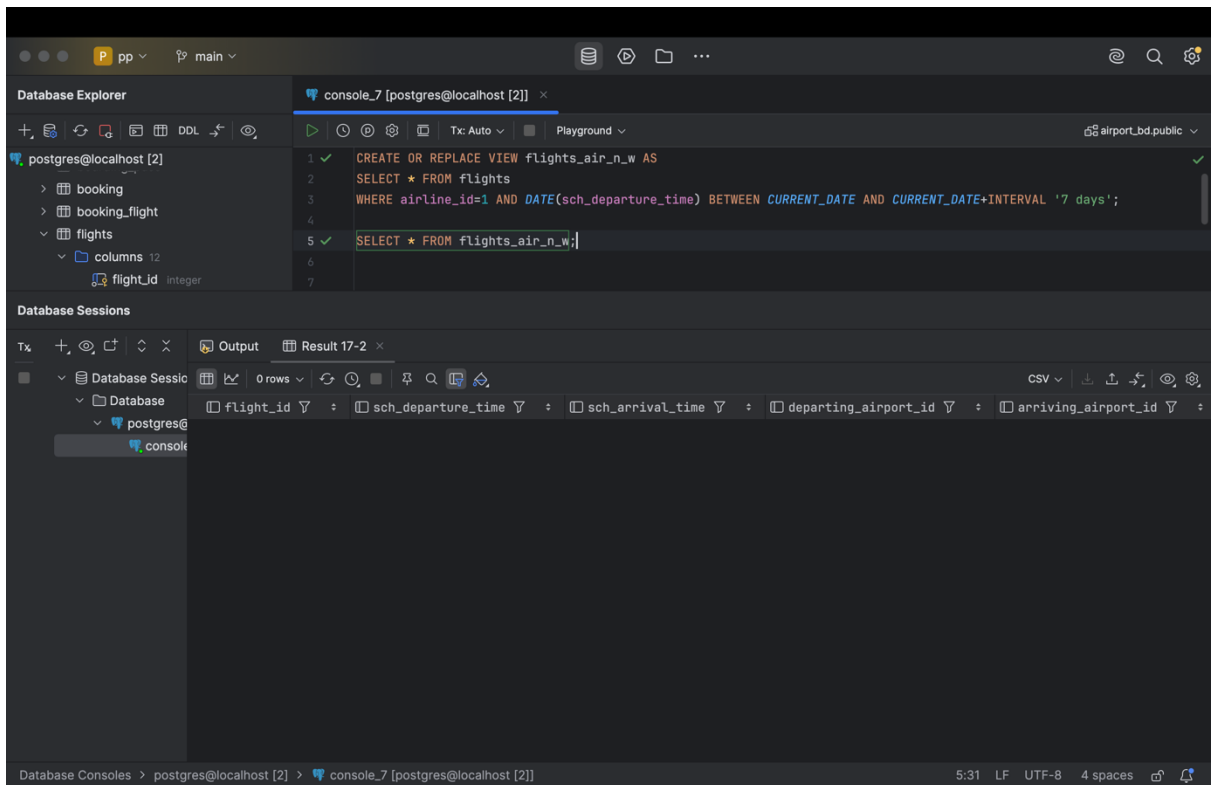 P pp main
Database Explorer
console_7 [postgres@localhost [2]]
DDL
Tx: Auto
Playground
airport_bd.public
postgres@localhost [2]
booking
booking_flight
flights
columns 12
flight_id integer
1 CREATE OR REPLACE VIEW flights_air_n_w AS
2 SELECT * FROM flights
3 WHERE airline_id=1 AND DATE(sch_departure_time) BETWEEN CURRENT_DATE AND CURRENT_DATE+INTERVAL '7 days';
4
5 SELECT * FROM flights_air_n_w;
6
7
Database Sessions
Tx
Output
Result 17-2
Database Sessio
Database
postgres@
console
0 rows
CSV
flight_id sch_departure_time sch_arrival_time departing_airport_id arriving_airport_id
Database Consoles > postgres@localhost [2] > console_7 [postgres@localhost [2]]
5:31 LF UTF-8 4 spaces